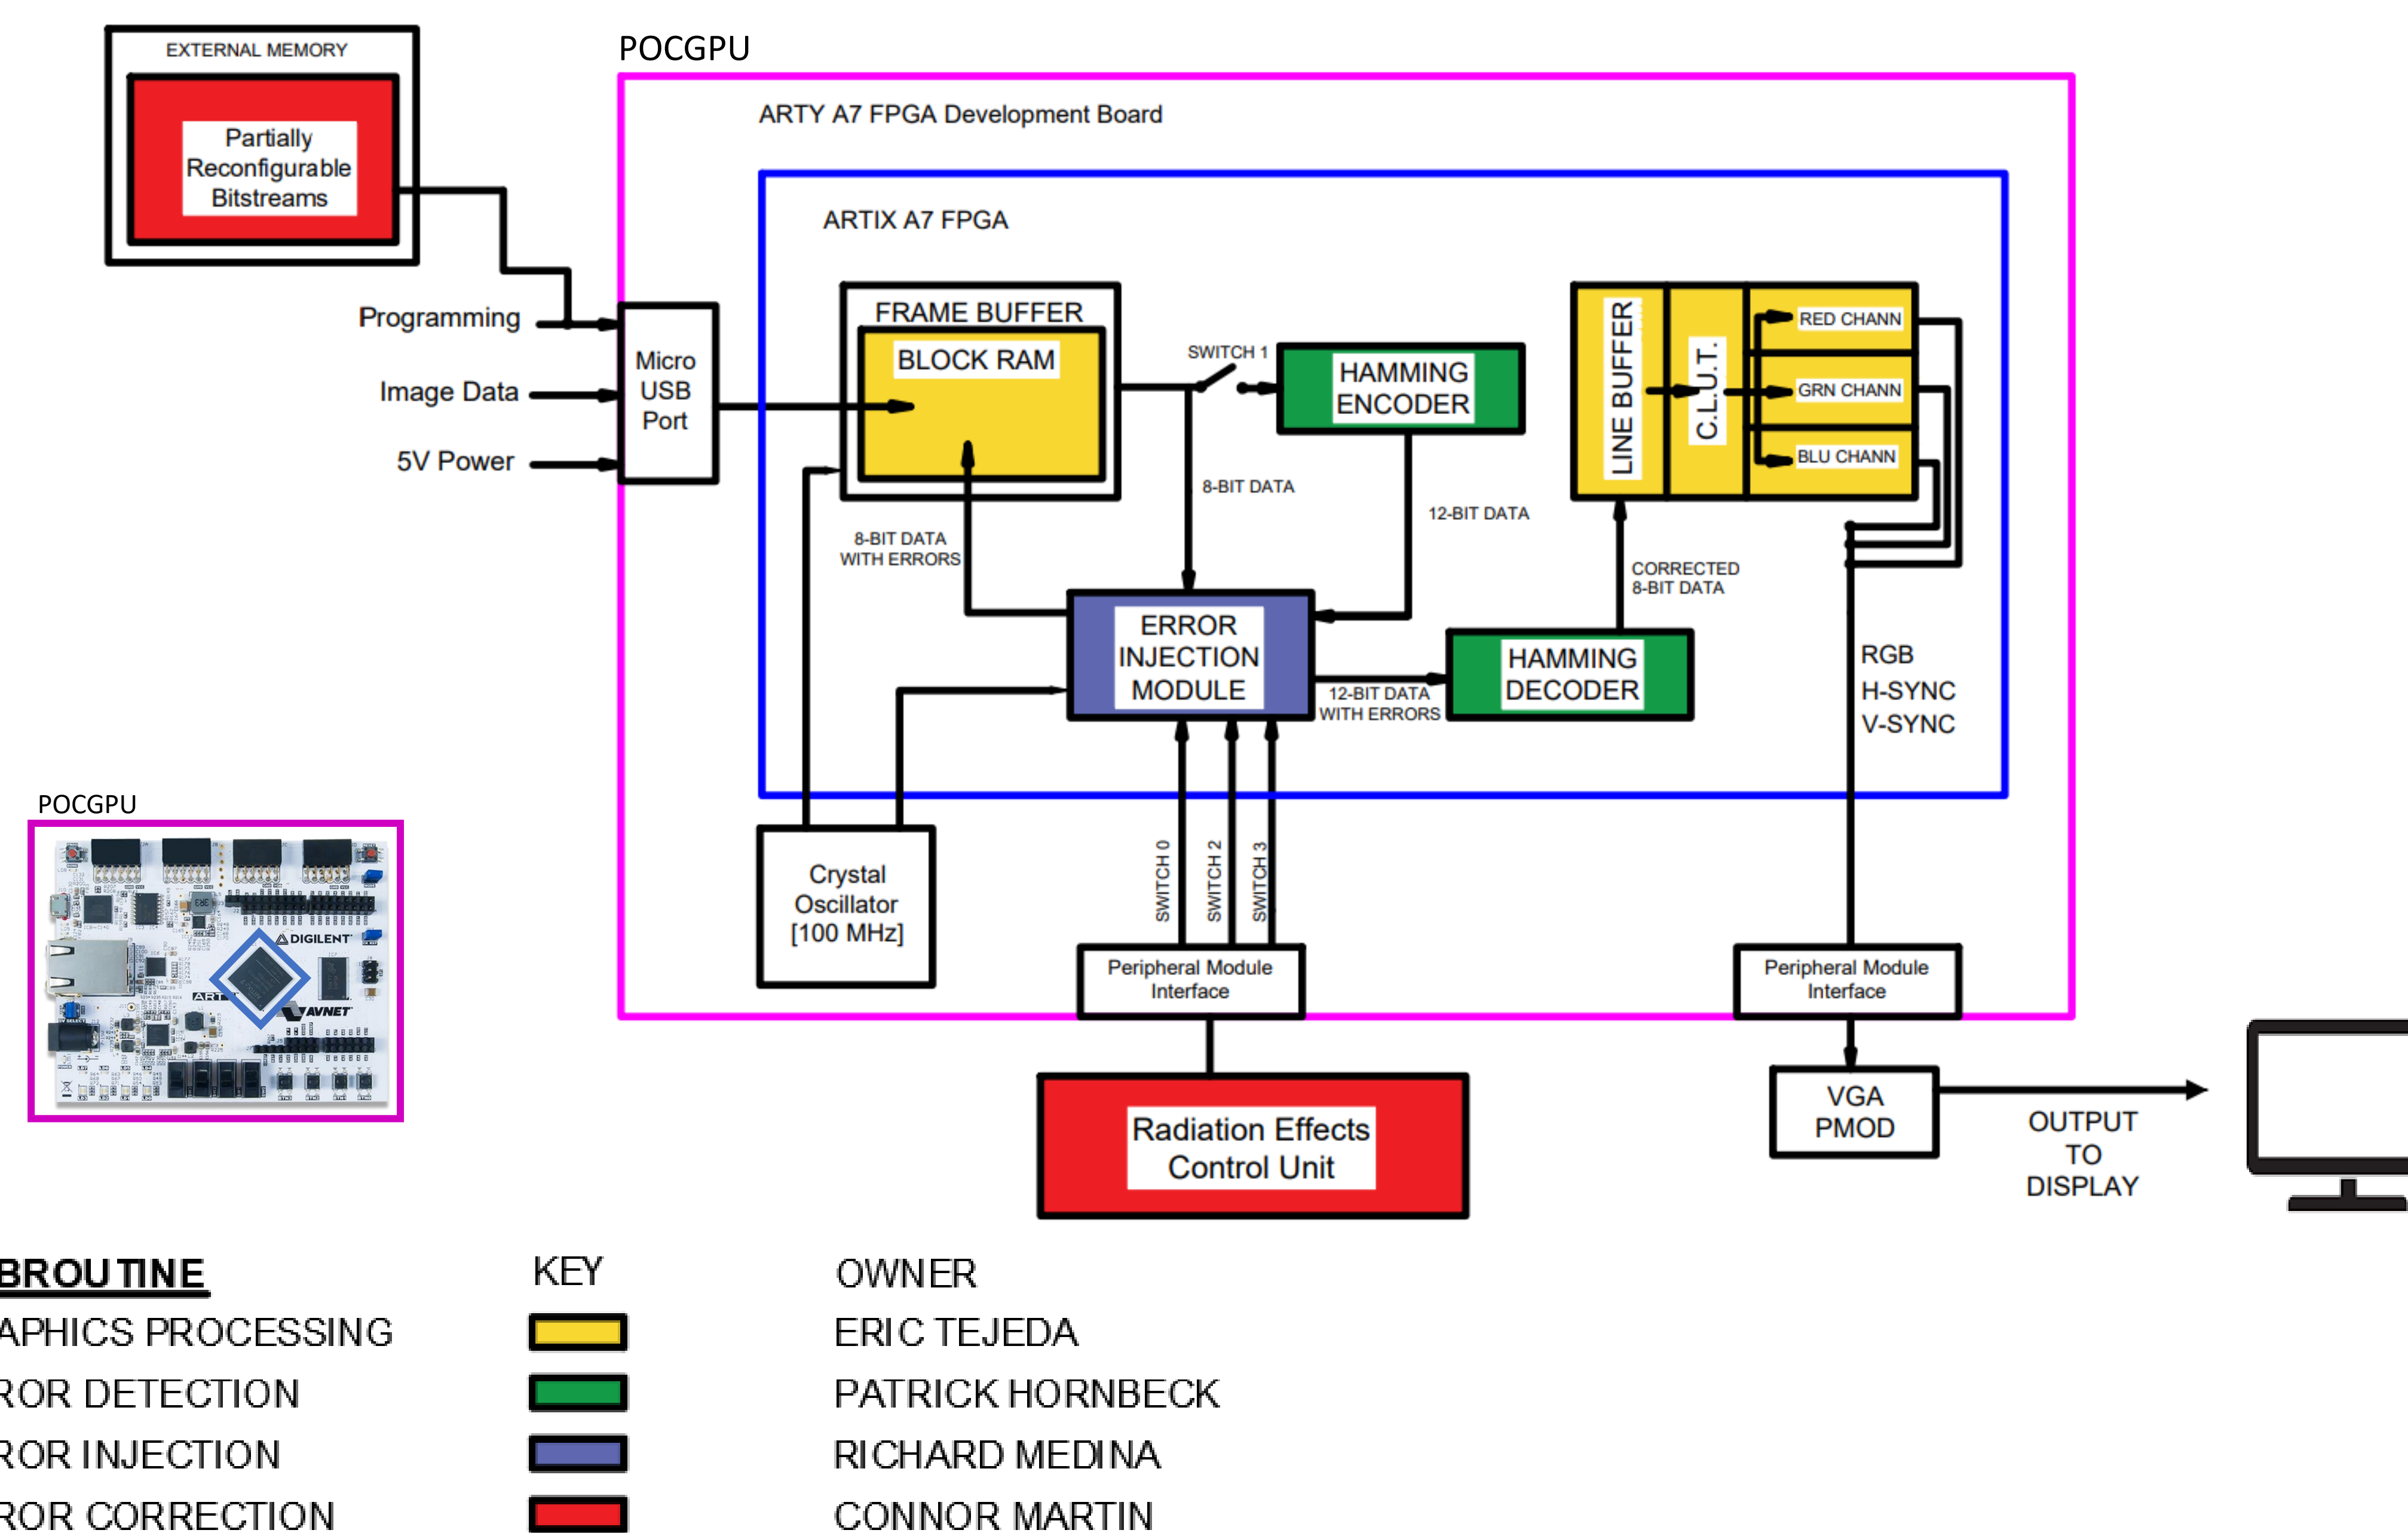 EXTERNAL MEMORY
Partially
Reconfigurable
Bitstreams
POCGPU
ARTY A7 FPGA Development Board
ARTIX A7 FPGA
Programming
Image Data
5V Power
Micro
USB
Port
FRAME BUFFER
BLOCK RAM
SWITCH 1
HAMMING
ENCODER
LINE BUFFER
C.L.U.T.
RED CHANN
GRN CHANN
BLU CHANN
8-BIT DATA
12-BIT DATA
8-BIT DATA
WITH ERRORS
CORRECTED
8-BIT DATA
ERROR
INJECTION
MODULE
12-BIT DATA
WITH ERRORS
HAMMING
DECODER
RGB
H-SYNC
V-SYNC
Crystal
Oscillator
[100 MHz]
SWITCH 0
SWITCH 2
SWITCH 3
Peripheral Module
Interface
Peripheral Module
Interface
Radiation Effects
Control Unit
VGA
PMOD
OUTPUT
TO
DISPLAY
POCGPU
DIGILENT
ARTY
AVNET
BROUTINE KEY OWNER
APHICS PROCESSING ERIC TEJEDA
ROR DETECTION PATRICK HORNBECK
ROR INJECTION RICHARD MEDINA
ROR CORRECTION CONNOR MARTIN